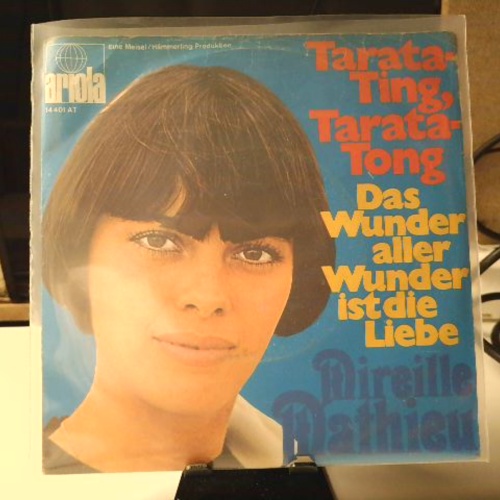 Eine Meisel/Hämmerling Produktion
ariola
14 401 AT
Tarata-
Ting,
Tarata-
Tong
Das
Wunder
aller
Wunder
ist die
Liebe
Mireille
Mathieu